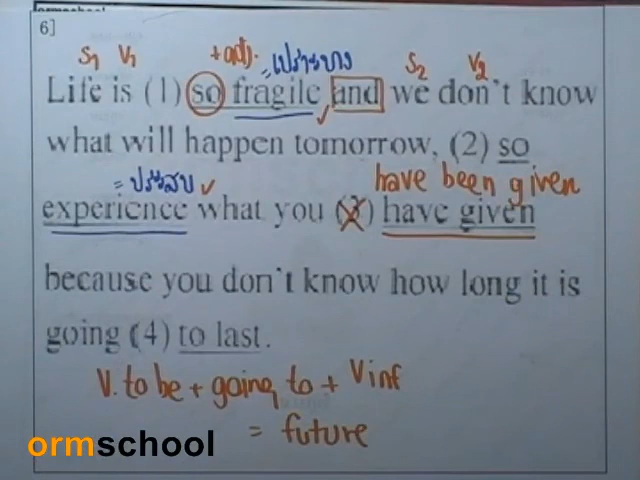 ormschool
6]
S1 V1 + adj. = เปราะบาง S2 V2
Life is (1) so fragile and we don't know
what will happen tomorrow, (2) so
= ประสบ have been given
experience what you (3) have given
because you don't know how long it is
going (4) to last.
V. to be + going to + V inf
= future
ormschool